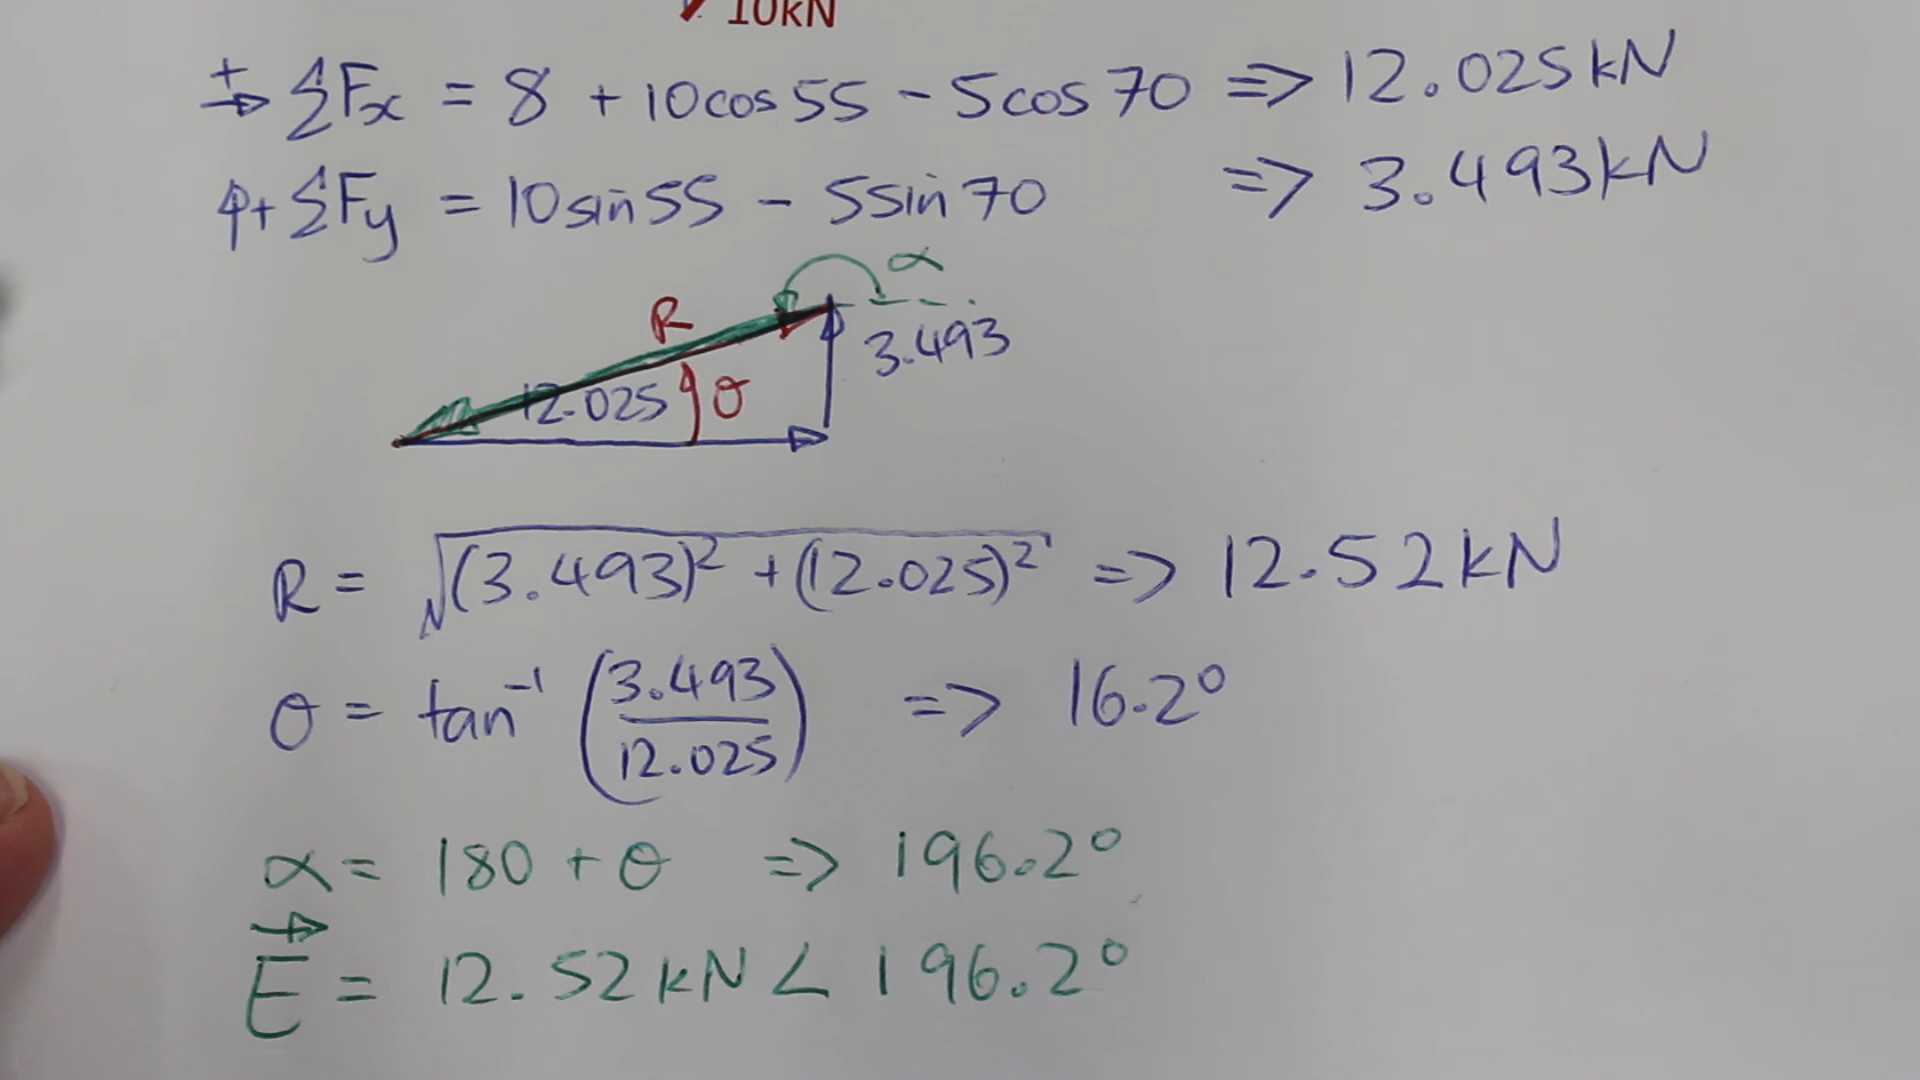 10kN
+→ ΣFx = 8 + 10cos55 - 5cos70 => 12.025kN
↑+ ΣFy = 10sin55 - 5sin70 => 3.493kN
α
R
3.493
12.025 θ
R = √(3.493)² + (12.025)² => 12.52kN
θ = tan⁻¹ (3.493/12.025) => 16.2°
α = 180 + θ => 196.2°
E⃗ = 12.52kN ∠ 196.2°